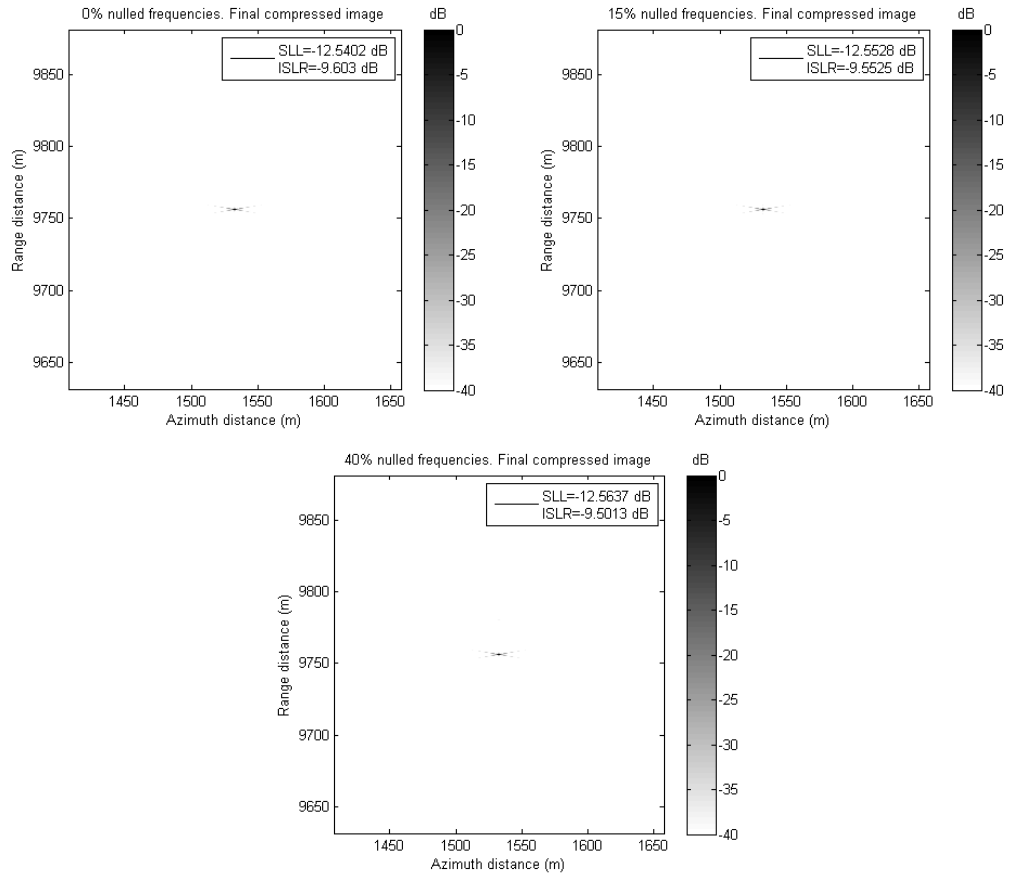 0% nulled frequencies. Final compressed image
dB
SLL=-12.5402 dB
ISLR=-9.603 dB
9850
9800
9750
9700
9650
Range distance (m)
1450 1500 1550 1600 1650
Azimuth distance (m)
0
-5
-10
-15
-20
-25
-30
-35
-40
15% nulled frequencies. Final compressed image
dB
SLL=-12.5528 dB
ISLR=-9.5525 dB
9850
9800
9750
9700
9650
Range distance (m)
1450 1500 1550 1600 1650
Azimuth distance (m)
0
-5
-10
-15
-20
-25
-30
-35
-40
40% nulled frequencies. Final compressed image
dB
SLL=-12.5637 dB
ISLR=-9.5013 dB
9850
9800
9750
9700
9650
Range distance (m)
1450 1500 1550 1600 1650
Azimuth distance (m)
0
-5
-10
-15
-20
-25
-30
-35
-40